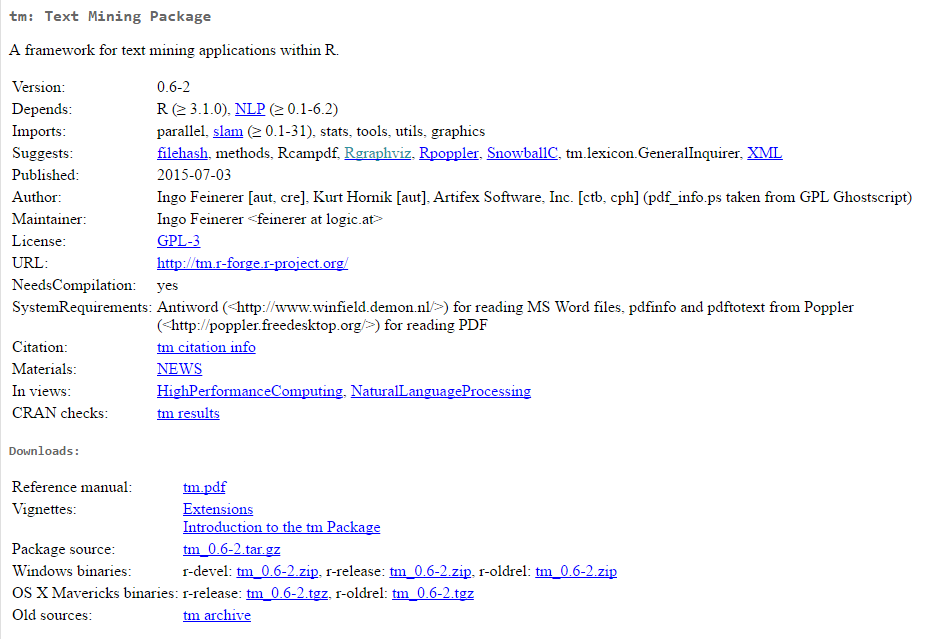 tm: Text Mining Package
A framework for text mining applications within R.
Version: 0.6-2
Depends: R (≥ 3.1.0), NLP (≥ 0.1-6.2)
Imports: parallel, slam (≥ 0.1-31), stats, tools, utils, graphics
Suggests: filehash, methods, Rcampdf, Rgraphviz, Rpoppler, SnowballC, tm.lexicon.GeneralInquirer, XML
Published: 2015-07-03
Author: Ingo Feinerer [aut, cre], Kurt Hornik [aut], Artifex Software, Inc. [ctb, cph] (pdf_info.ps taken from GPL Ghostscript)
Maintainer: Ingo Feinerer <feinerer at logic.at>
License: GPL-3
URL: http://tm.r-forge.r-project.org/
NeedsCompilation: yes
SystemRequirements: Antiword (<http://www.winfield.demon.nl/>) for reading MS Word files, pdfinfo and pdftotext from Poppler
(<http://poppler.freedesktop.org/>) for reading PDF
Citation: tm citation info
Materials: NEWS
In views: HighPerformanceComputing, NaturalLanguageProcessing
CRAN checks: tm results
Downloads:
Reference manual: tm.pdf
Vignettes: Extensions
Introduction to the tm Package
Package source: tm_0.6-2.tar.gz
Windows binaries: r-devel: tm_0.6-2.zip, r-release: tm_0.6-2.zip, r-oldrel: tm_0.6-2.zip
OS X Mavericks binaries: r-release: tm_0.6-2.tgz, r-oldrel: tm_0.6-2.tgz
Old sources: tm archive